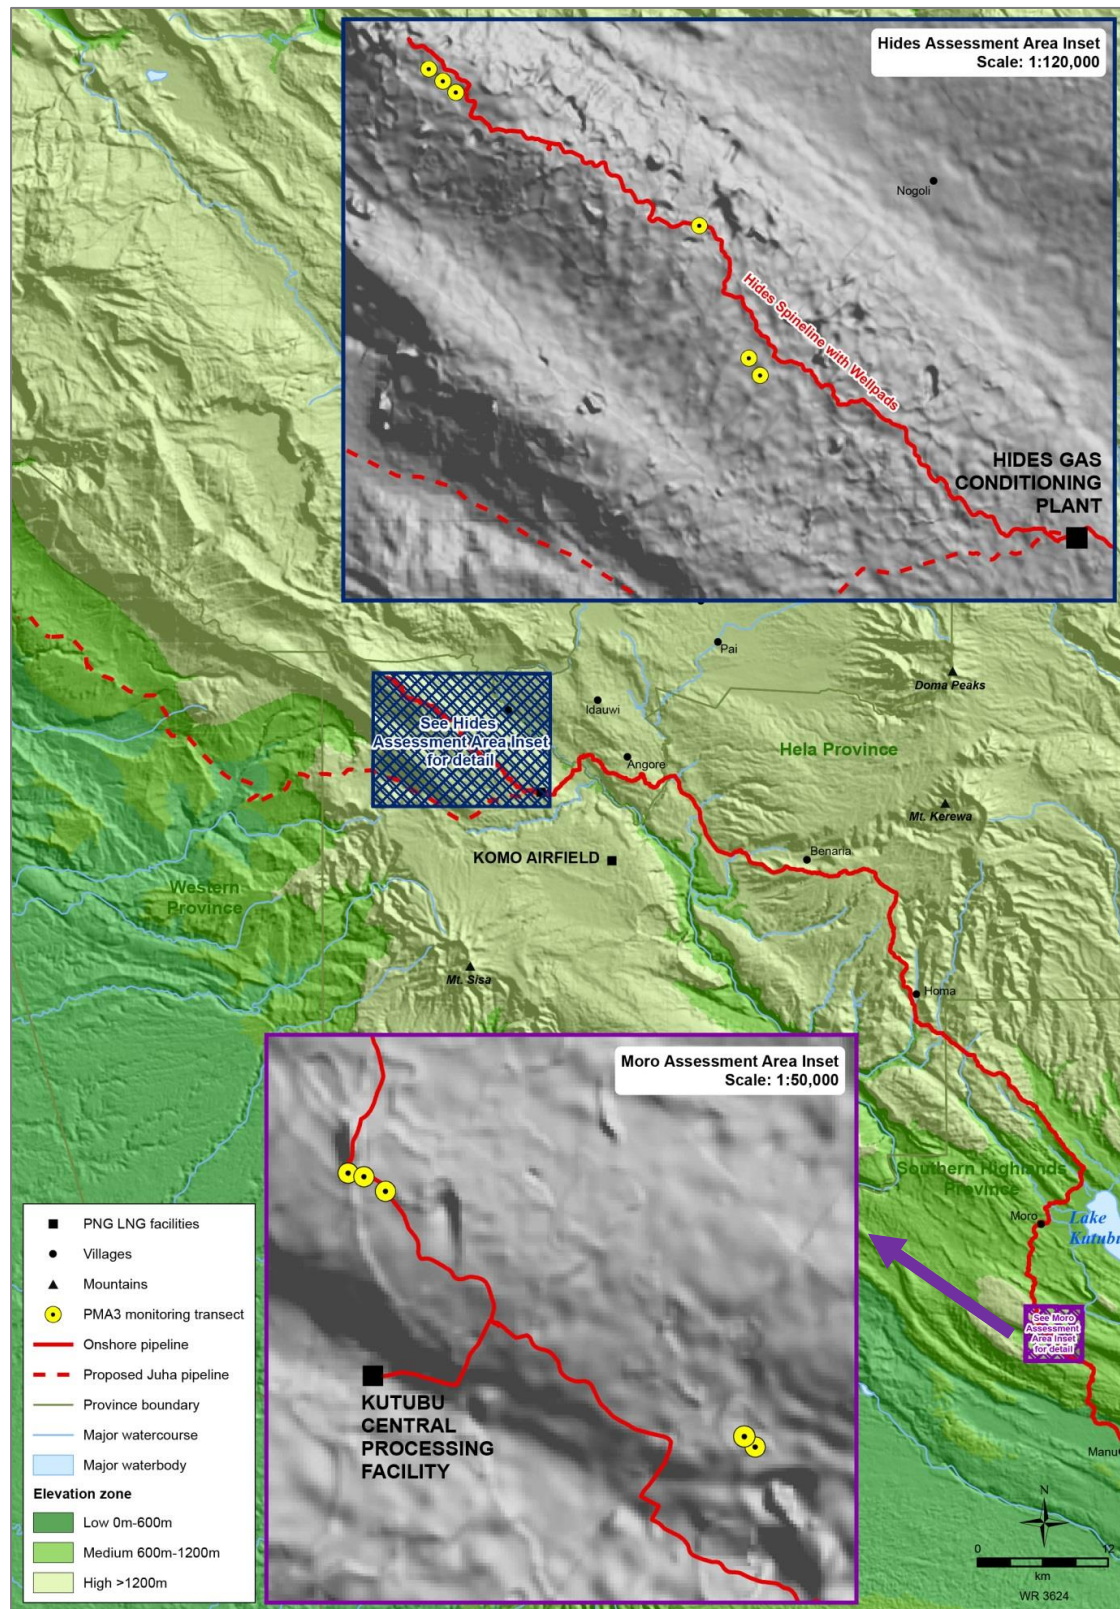 Hides Assessment Area Inset
Scale: 1:120,000
Nogoli
Hides Spineline with Wellpads
HIDES GAS
CONDITIONING
PLANT
Pai
Doma Peaks
Idauwi
See Hides
Assessment Area Inset
for detail
Hela Province
Angore
Mt. Kerewa
KOMO AIRFIELD
Benaria
Western
Province
Mt. Sisa
Homa
Moro Assessment Area Inset
Scale: 1:50,000
Southern Highlands
Province
Moro
Lake
Kutubu
See Moro
Assessment
Area Inset
for detail
KUTUBU
CENTRAL
PROCESSING
FACILITY
Manu
PNG LNG facilities
Villages
Mountains
PMA3 monitoring transect
Onshore pipeline
Proposed Juha pipeline
Province boundary
Major watercourse
Major waterbody
Elevation zone
Low 0m-600m
Medium 600m-1200m
High >1200m
N
0 12
km
WR 3624